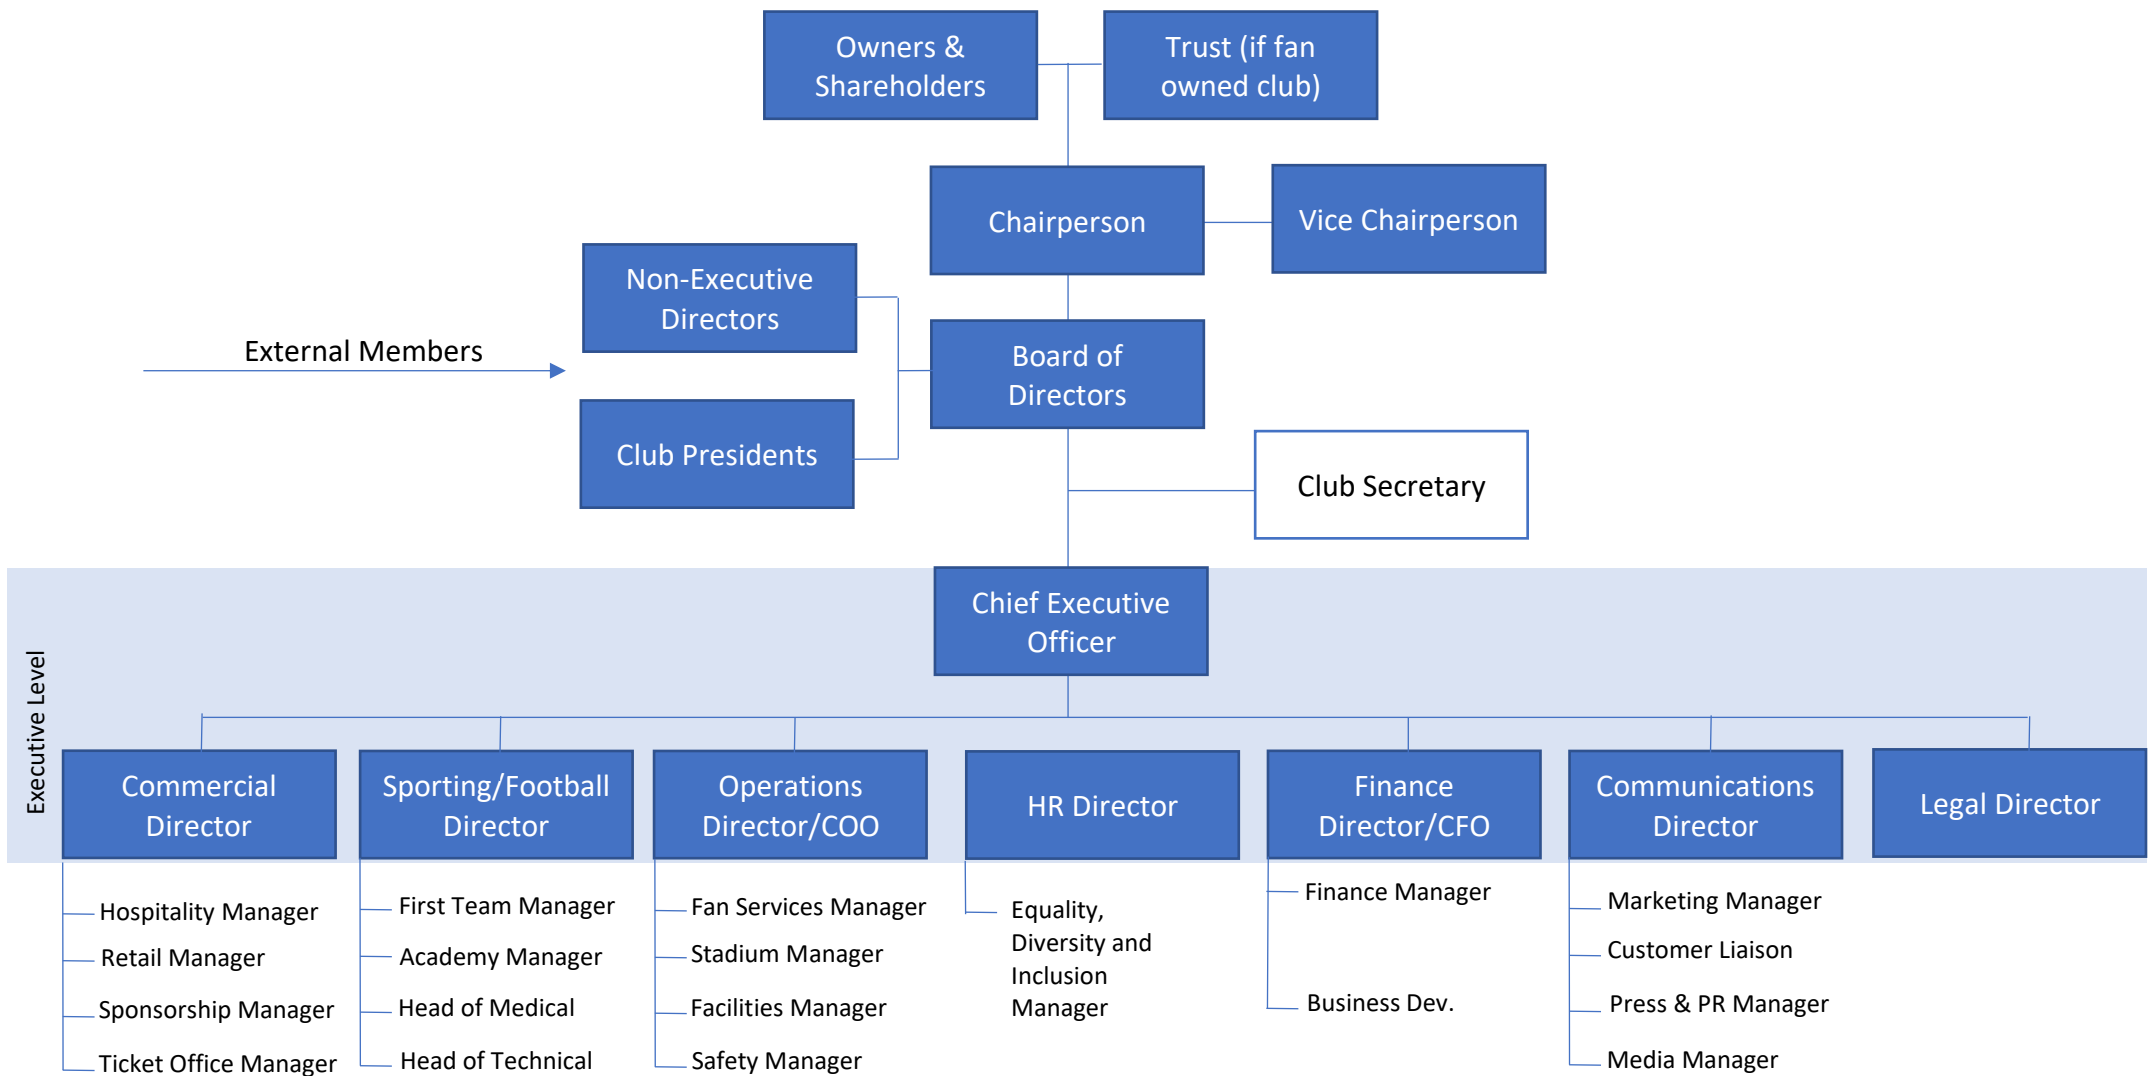 Owners &
Shareholders
Trust (if fan
owned club)
Chairperson
Vice Chairperson
Non-Executive
Directors
External Members
Board of
Directors
Club Presidents
Club Secretary
Chief Executive
Officer
Executive Level
Commercial
Director
Sporting/Football
Director
Operations
Director/COO
HR Director
Finance
Director/CFO
Communications
Director
Legal Director
Hospitality Manager
Retail Manager
Sponsorship Manager
Ticket Office Manager
First Team Manager
Academy Manager
Head of Medical
Head of Technical
Fan Services Manager
Stadium Manager
Facilities Manager
Safety Manager
Equality,
Diversity and
Inclusion
Manager
Finance Manager
Business Dev.
Marketing Manager
Customer Liaison
Press & PR Manager
Media Manager